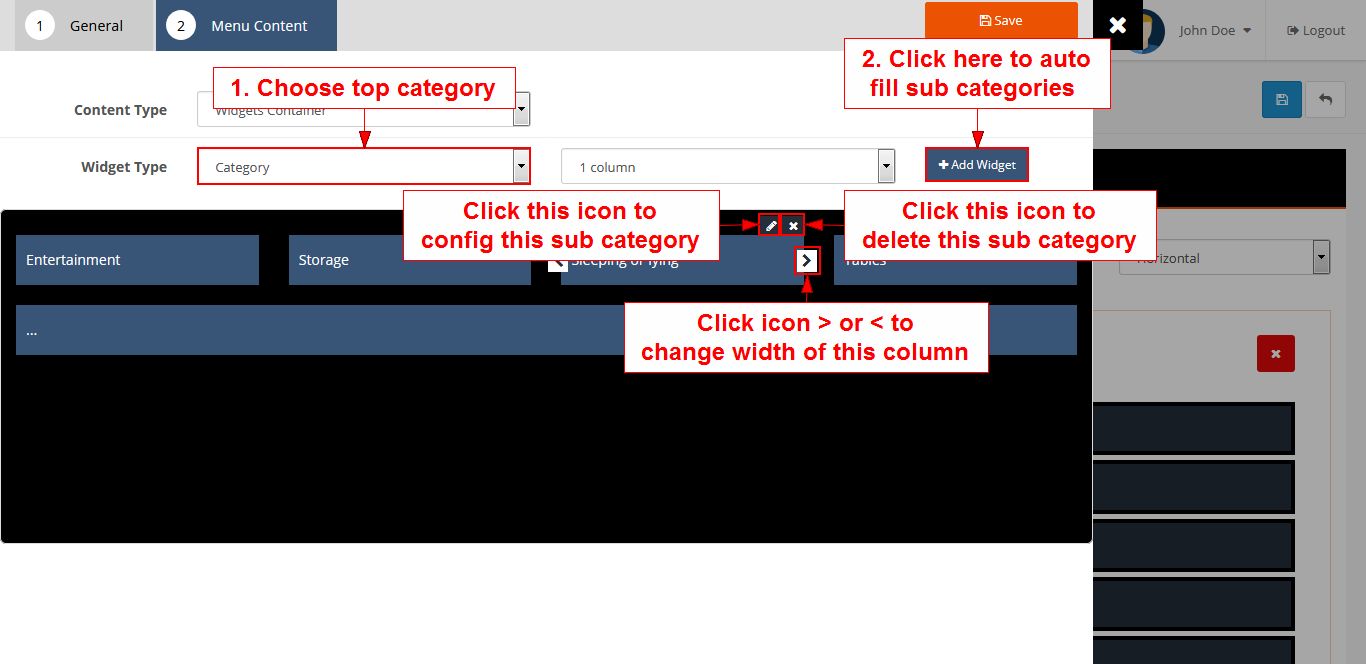 1 General
2 Menu Content
Save
John Doe
Logout
1. Choose top category
2. Click here to auto
fill sub categories
Content Type
Widgets Container
Widget Type
Category
1 column
Add Widget
Click this icon to
config this sub category
Click this icon to
delete this sub category
Entertainment
Storage
Sleeping or lying
Tables
Horizontal
Click icon > or < to
change width of this column
...